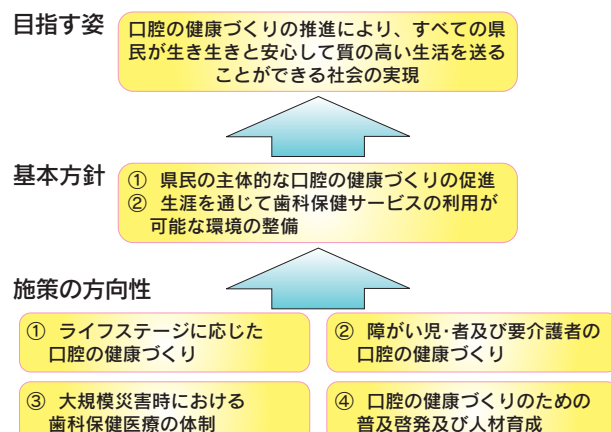 目指す姿
口腔の健康づくりの推進により、すべての県
民が生き生きと安心して質の高い生活を送る
ことができる社会の実現
基本方針
① 県民の主体的な口腔の健康づくりの促進
② 生涯を通じて歯科保健サービスの利用が
可能な環境の整備
施策の方向性
① ライフステージに応じた
口腔の健康づくり
② 障がい児・者及び要介護者の
口腔の健康づくり
③ 大規模災害時における
歯科保健医療の体制
④ 口腔の健康づくりのための
普及啓発及び人材育成